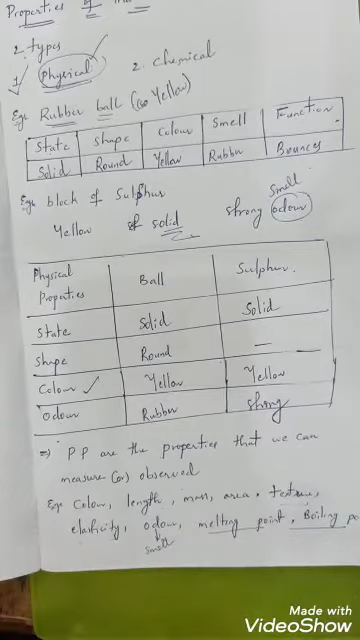 Properties of
2 types
1) Physical 2. Chemical
Eg: Rubber ball (Yellow)
State Shape Colour Smell Function
Solid Round Yellow Rubber Bounces
Eg: block of Sulphur
Smell
Yellow solid strong odour
Physical Properties Ball Sulphur.
State Solid Solid
Shape Round —
Colour ✓ Yellow Yellow
Odour Rubber Strong
=> PP are the properties that we can
measure (or) observed
Eg: Colour, length, mass, area, texture,
elasticity, odour, melting point, Boiling po
smell
Made with
VideoShow